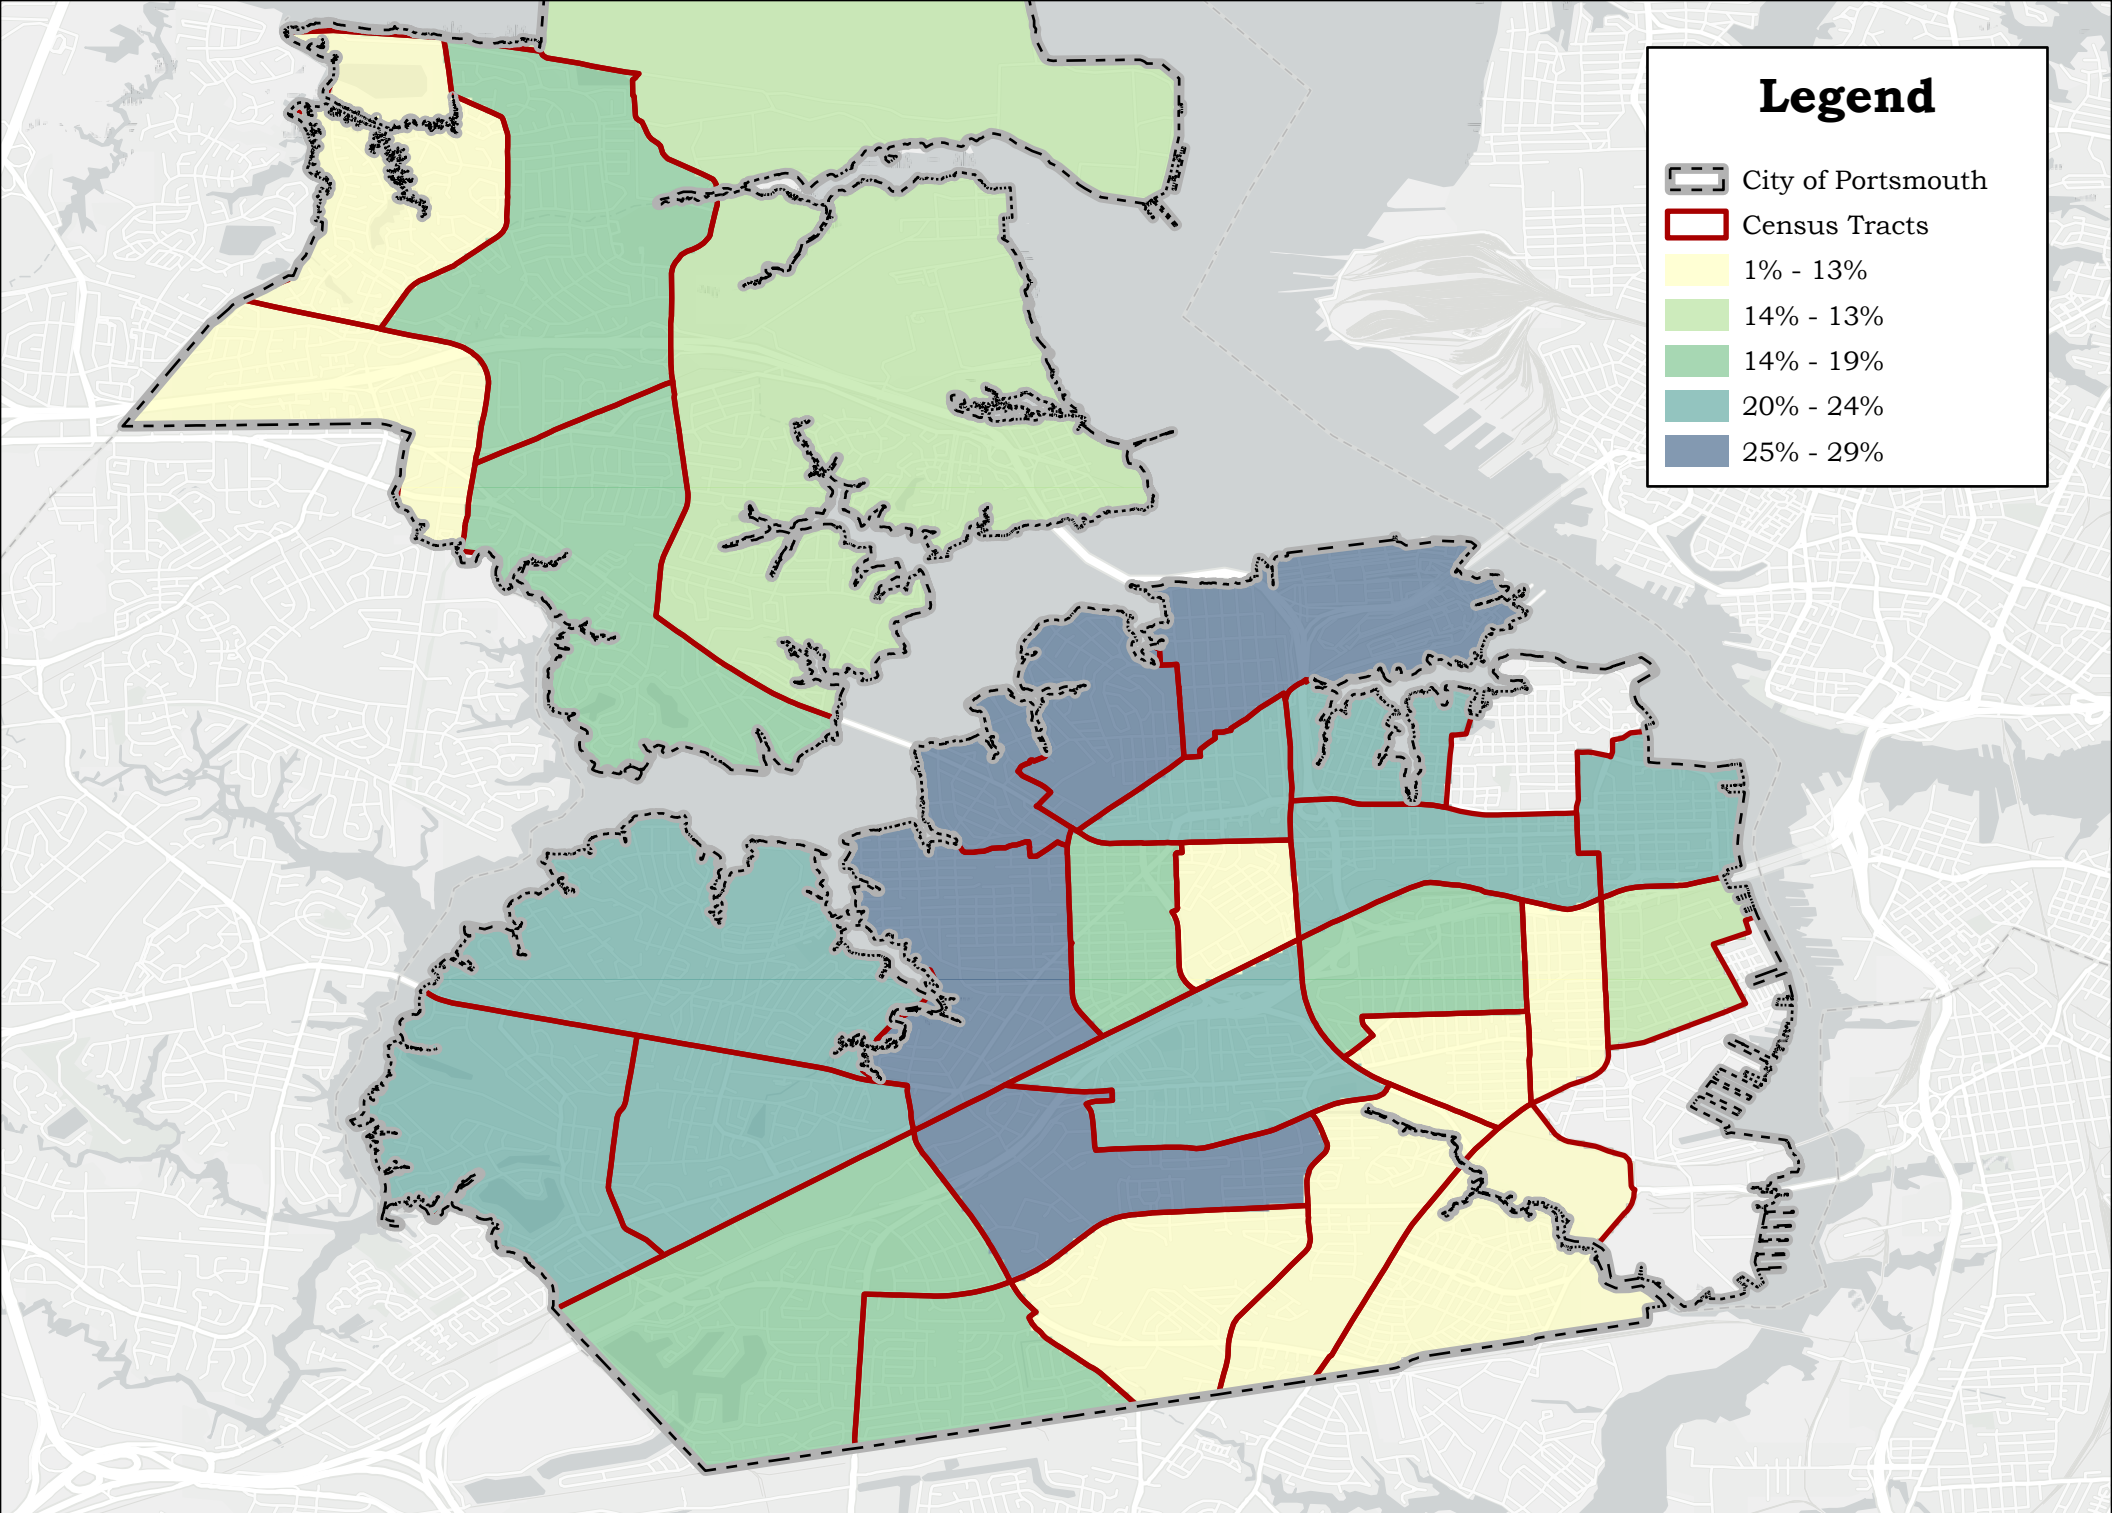 Legend
City of Portsmouth
Census Tracts
1% - 13%
14% - 13%
14% - 19%
20% - 24%
25% - 29%